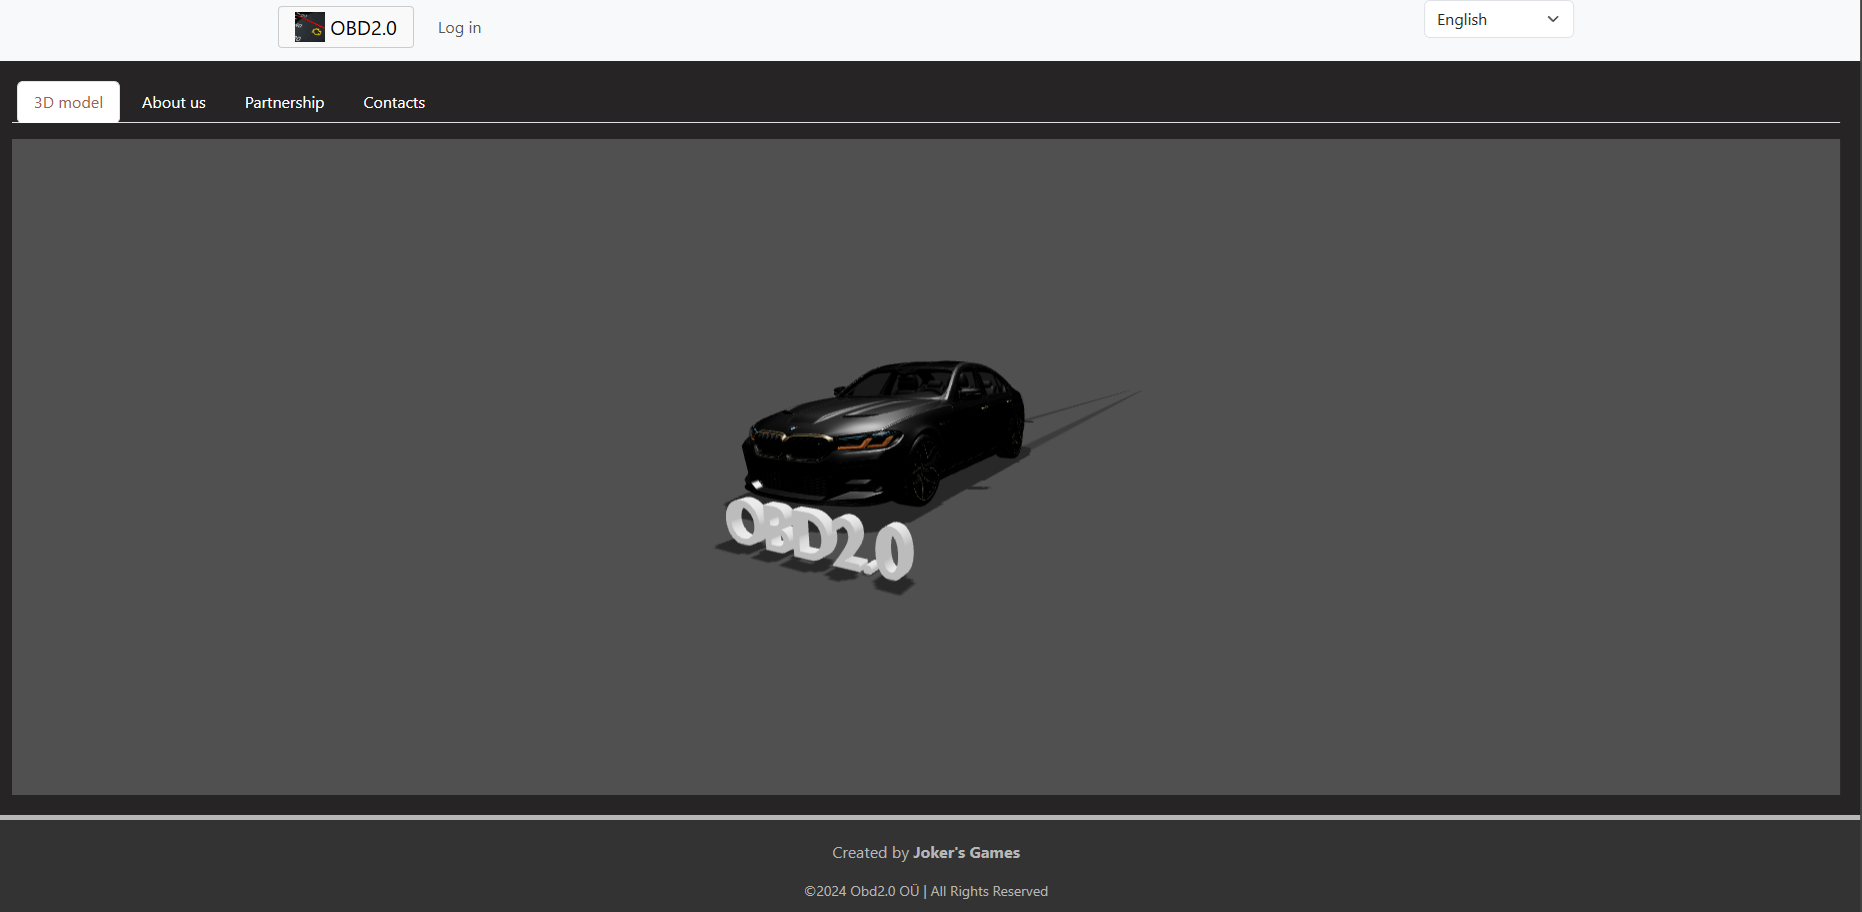 OBD2.0
Log in
English
3D model
About us
Partnership
Contacts
OBD2.0
Created by Joker's Games
©2024 Obd2.0 OÜ | All Rights Reserved